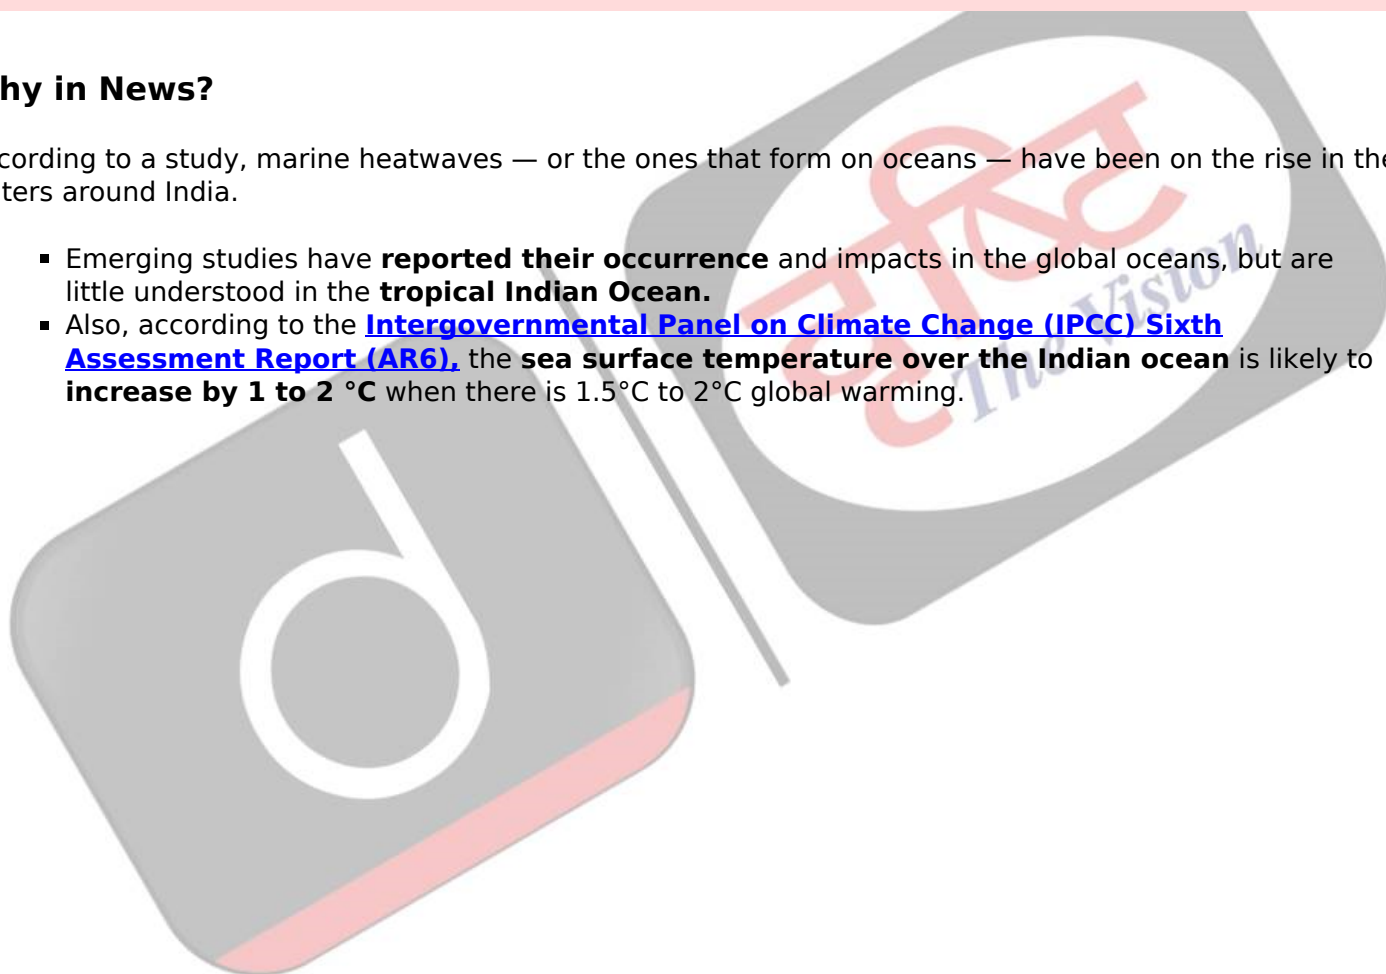 hy in News?
cording to a study, marine heatwaves — or the ones that form on oceans — have been on the rise in the
ters around India.
▪ Emerging studies have reported their occurrence and impacts in the global oceans, but are
little understood in the tropical Indian Ocean.
▪ Also, according to the Intergovernmental Panel on Climate Change (IPCC) Sixth
Assessment Report (AR6), the sea surface temperature over the Indian ocean is likely to
increase by 1 to 2 °C when there is 1.5°C to 2°C global warming.
दृष्टि
The Vision
d